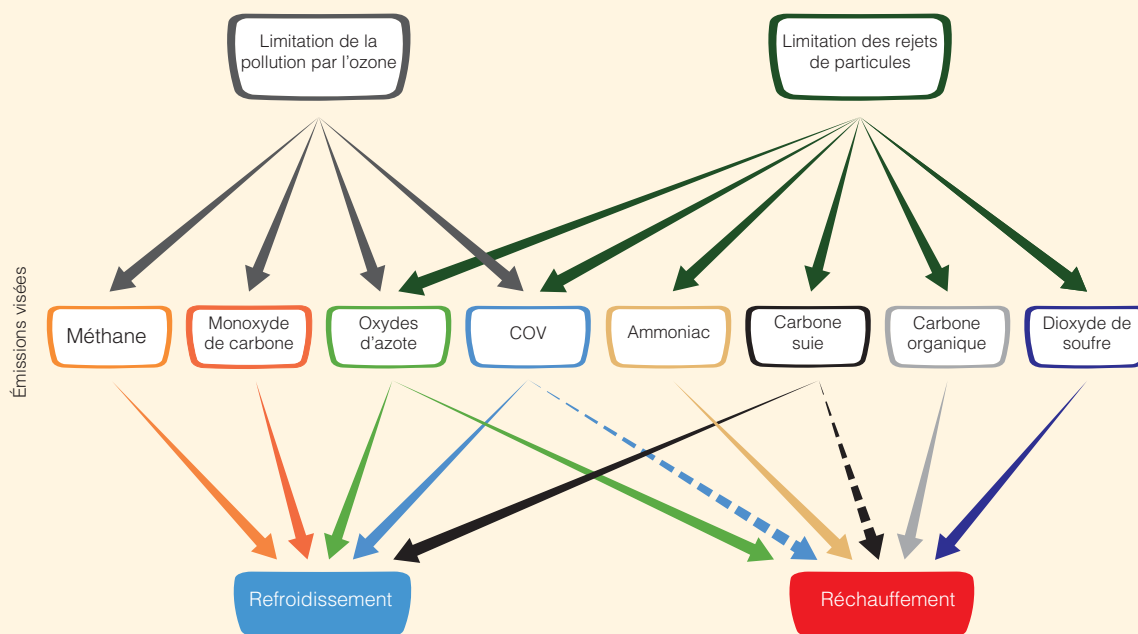 Limitation de la
pollution par l'ozone
Limitation des rejets
de particules
Émissions visées
Méthane
Monoxyde
de carbone
Oxydes
d'azote
COV
Ammoniac
Carbone
suie
Carbone
organique
Dioxyde de
soufre
Refroidissement
Réchauffement